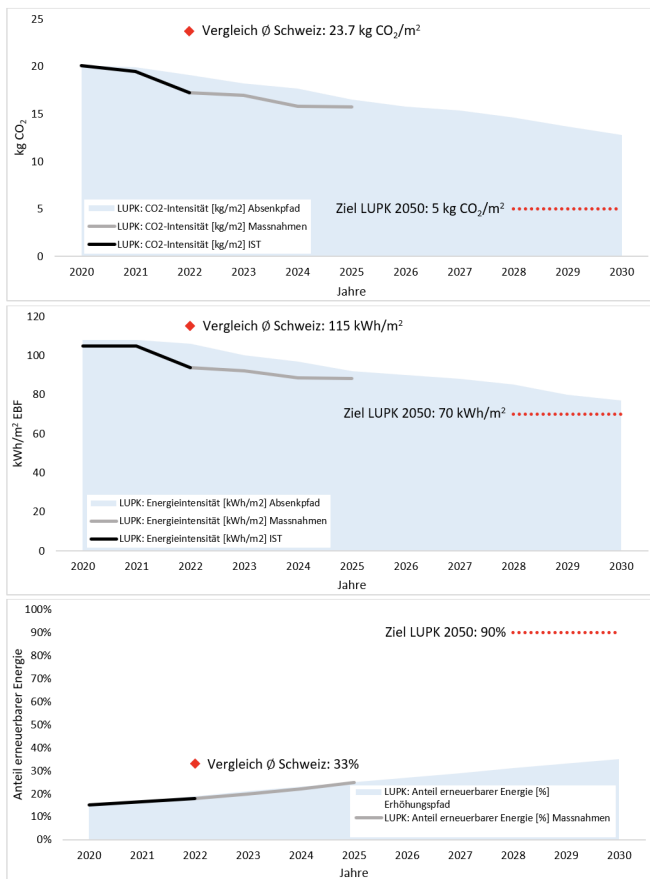 25
20
15
10
5
0
kg CO₂
Vergleich Ø Schweiz: 23.7 kg CO₂/m²
Ziel LUPK 2050: 5 kg CO₂/m²
LUPK: CO2-Intensität [kg/m2] Absenkpfad
LUPK: CO2-Intensität [kg/m2] Massnahmen
LUPK: CO2-Intensität [kg/m2] IST
2020 2021 2022 2023 2024 2025 2026 2027 2028 2029 2030
Jahre
120
100
80
60
40
20
0
kWh/m² EBF
Vergleich Ø Schweiz: 115 kWh/m²
Ziel LUPK 2050: 70 kWh/m²
LUPK: Energieintensität [kWh/m2] Absenkpfad
LUPK: Energieintensität [kWh/m2] Massnahmen
LUPK: Energieintensität [kWh/m2] IST
2020 2021 2022 2023 2024 2025 2026 2027 2028 2029 2030
Jahre
100%
90%
80%
70%
60%
50%
40%
30%
20%
10%
0%
Anteil erneuerbarer Energie
Ziel LUPK 2050: 90%
Vergleich Ø Schweiz: 33%
LUPK: Anteil erneuerbarer Energie [%]
Erhöhungspfad
LUPK: Anteil erneuerbarer Energie [%] Massnahmen
2020 2021 2022 2023 2024 2025 2026 2027 2028 2029 2030
Jahre